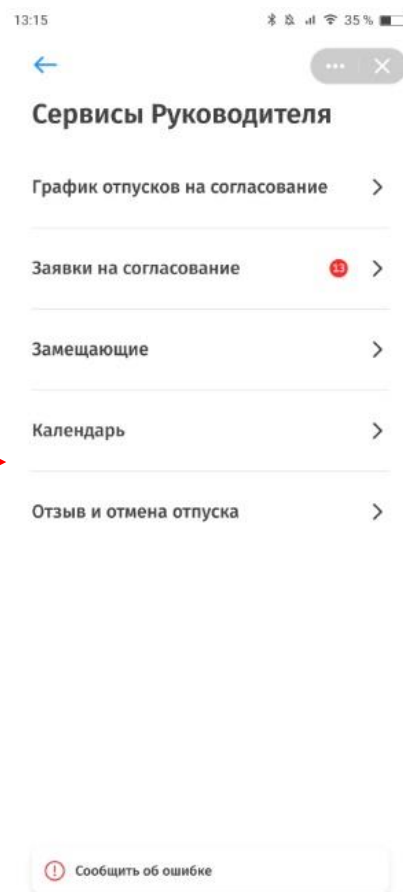 13:15 35 %
Сервисы Руководителя
График отпусков на согласование
Заявки на согласование 13
Замещающие
Календарь
Отзыв и отмена отпуска
Сообщить об ошибке